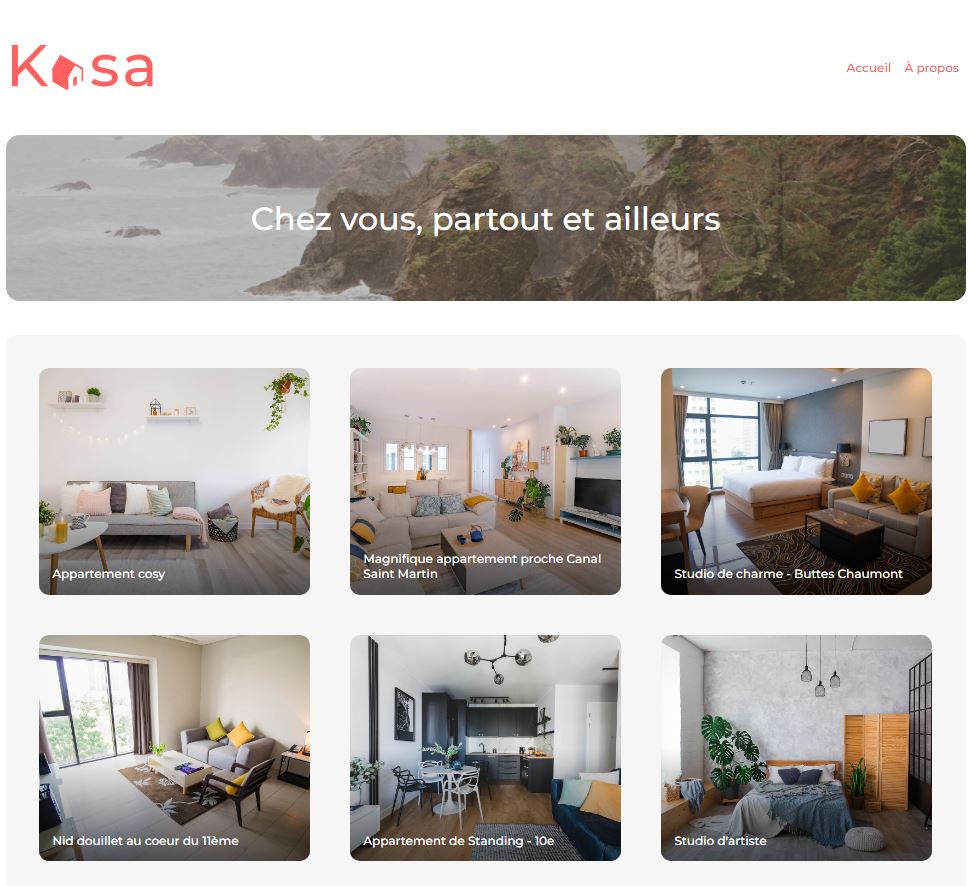 Kasa
Accueil À propos
Chez vous, partout et ailleurs
Appartement cosy
Magnifique appartement proche Canal
Saint Martin
Studio de charme - Buttes Chaumont
Nid douillet au coeur du 11ème
Appartement de Standing - 10e
Studio d'artiste